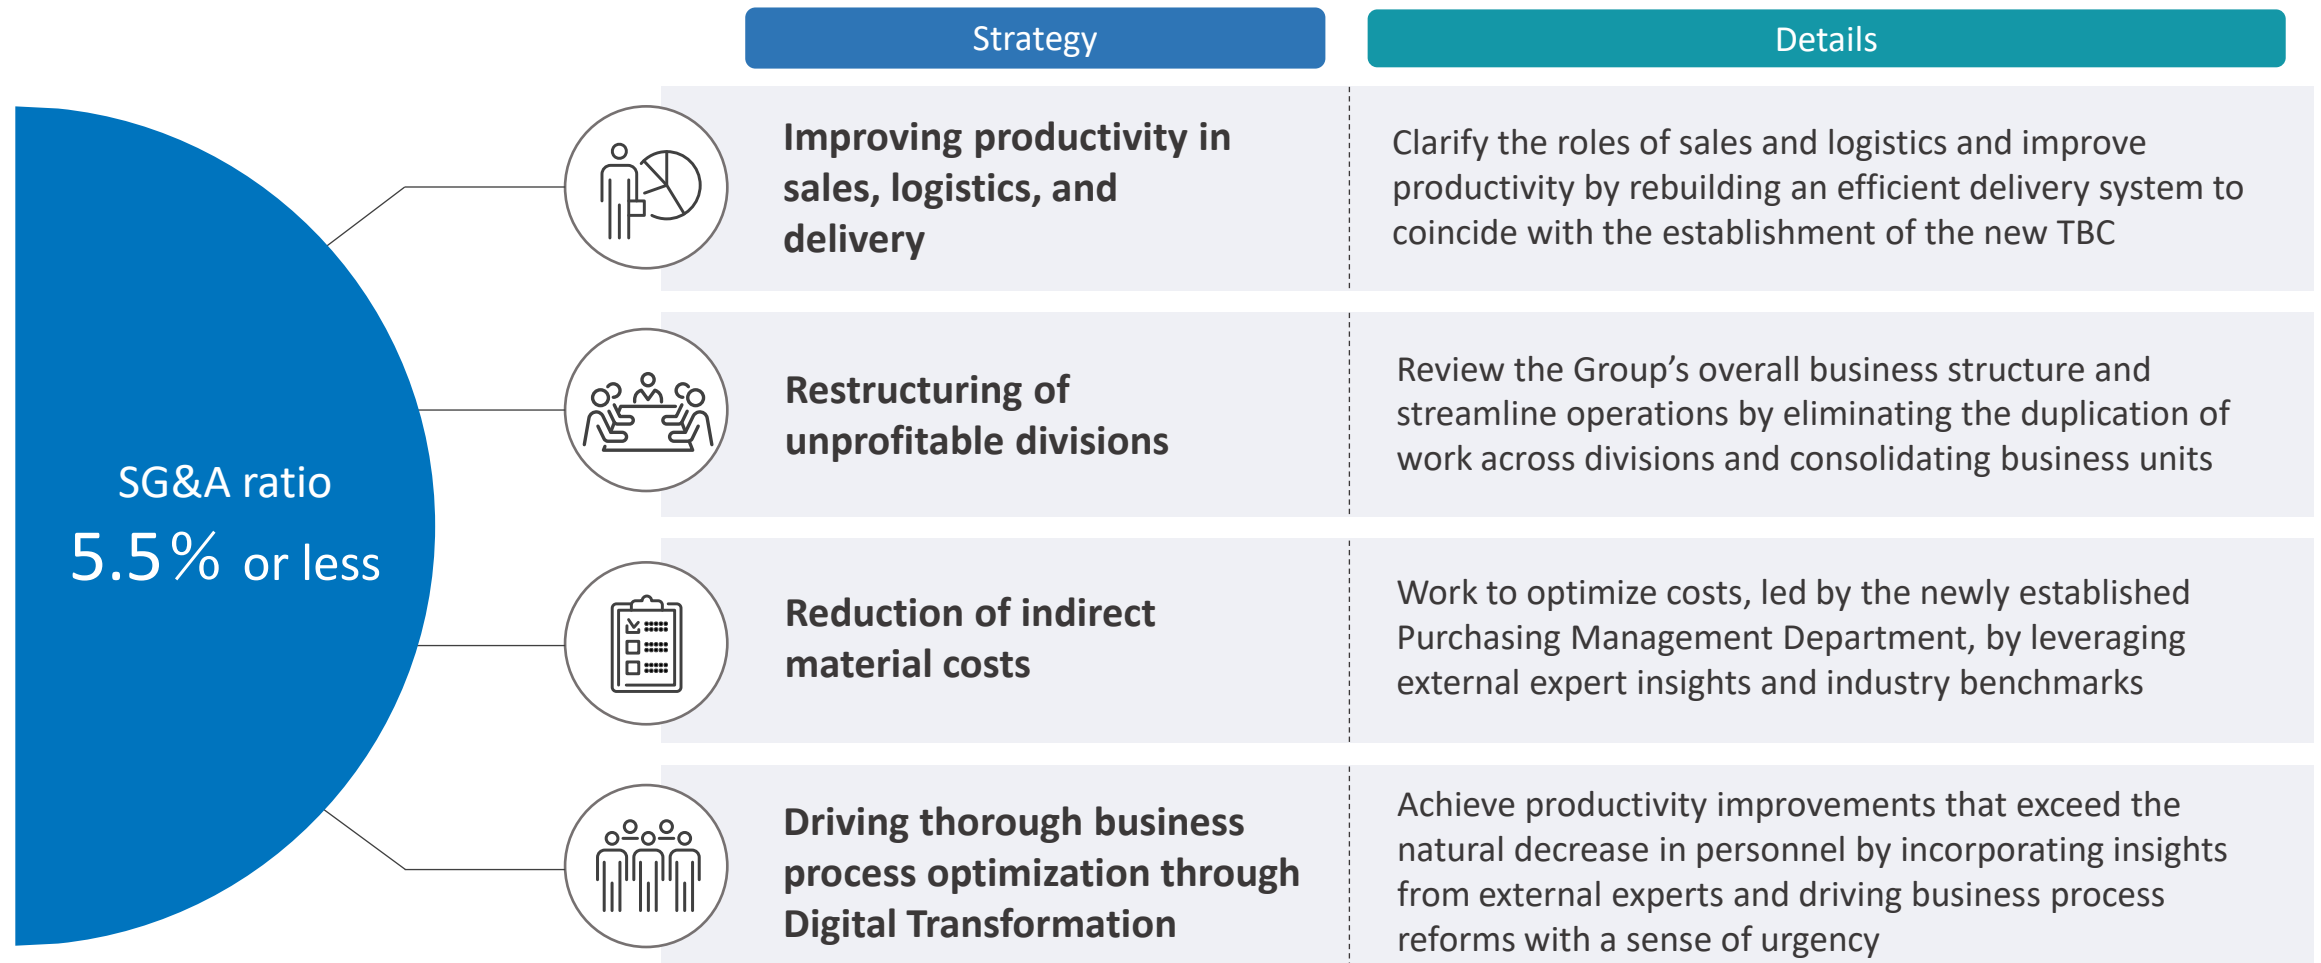 Strategy
Details
SG&A ratio
5.5% or less
Improving productivity in
sales, logistics, and
delivery
Clarify the roles of sales and logistics and improve
productivity by rebuilding an efficient delivery system to
coincide with the establishment of the new TBC
Restructuring of
unprofitable divisions
Review the Group’s overall business structure and
streamline operations by eliminating the duplication of
work across divisions and consolidating business units
Reduction of indirect
material costs
Work to optimize costs, led by the newly established
Purchasing Management Department, by leveraging
external expert insights and industry benchmarks
Driving thorough business
process optimization through
Digital Transformation
Achieve productivity improvements that exceed the
natural decrease in personnel by incorporating insights
from external experts and driving business process
reforms with a sense of urgency